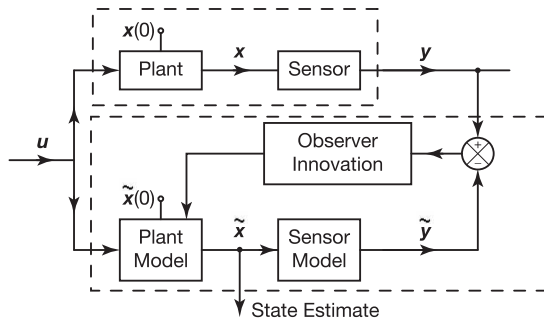 x(0)
Plant
x
Sensor
y
u
Observer
Innovation
+
−
x̃(0)
Plant
Model
x̃
Sensor
Model
ỹ
State Estimate